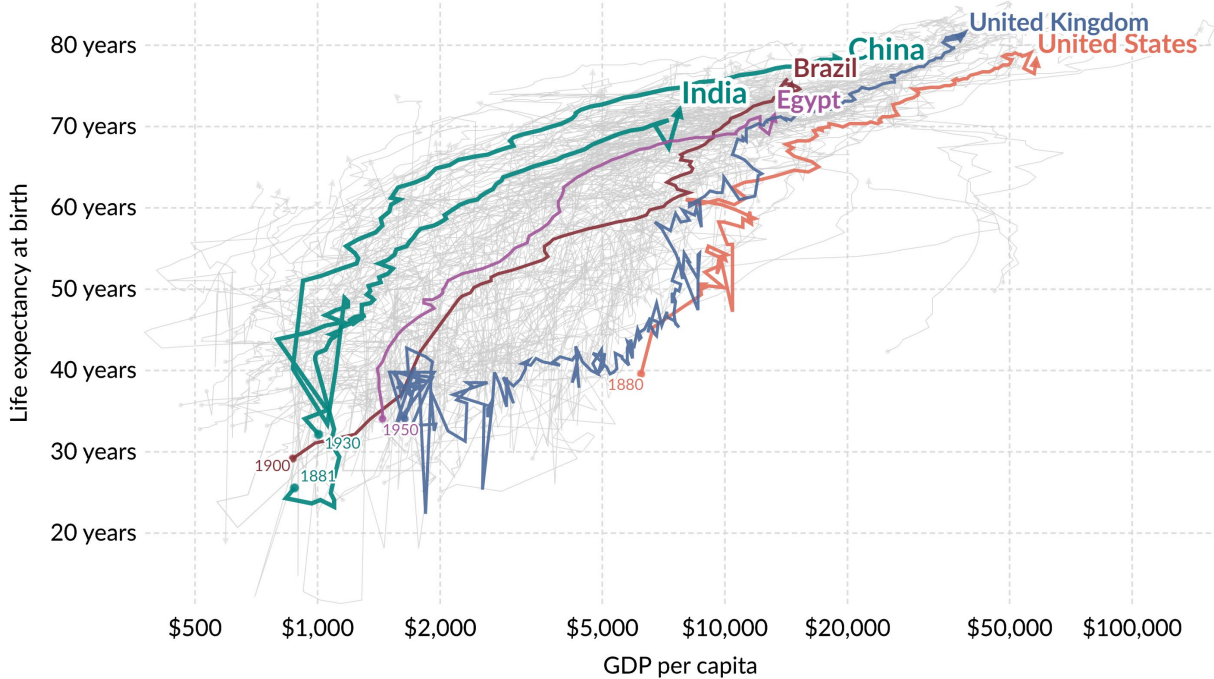 United Kingdom
80 years
China
United States
Brazil
India
Egypt
70 years
60 years
Life expectancy at birth
50 years
40 years
1880
1950
1930
30 years
1900
1881
20 years
$500
$1,000
$2,000
$5,000
$10,000
$20,000
$50,000
$100,000
GDP per capita